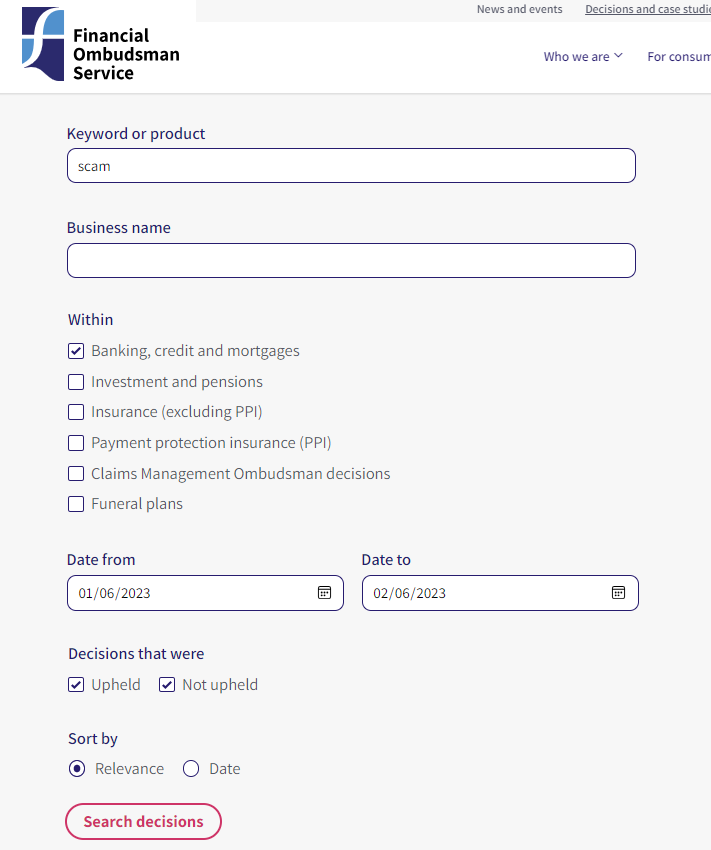 News and events Decisions and case studie
Financial
Ombudsman
Service
Who we are For consum
Keyword or product
scam
Business name
Within
Banking, credit and mortgages
Investment and pensions
Insurance (excluding PPI)
Payment protection insurance (PPI)
Claims Management Ombudsman decisions
Funeral plans
Date from Date to
01/06/2023 02/06/2023
Decisions that were
Upheld Not upheld
Sort by
Relevance Date
Search decisions